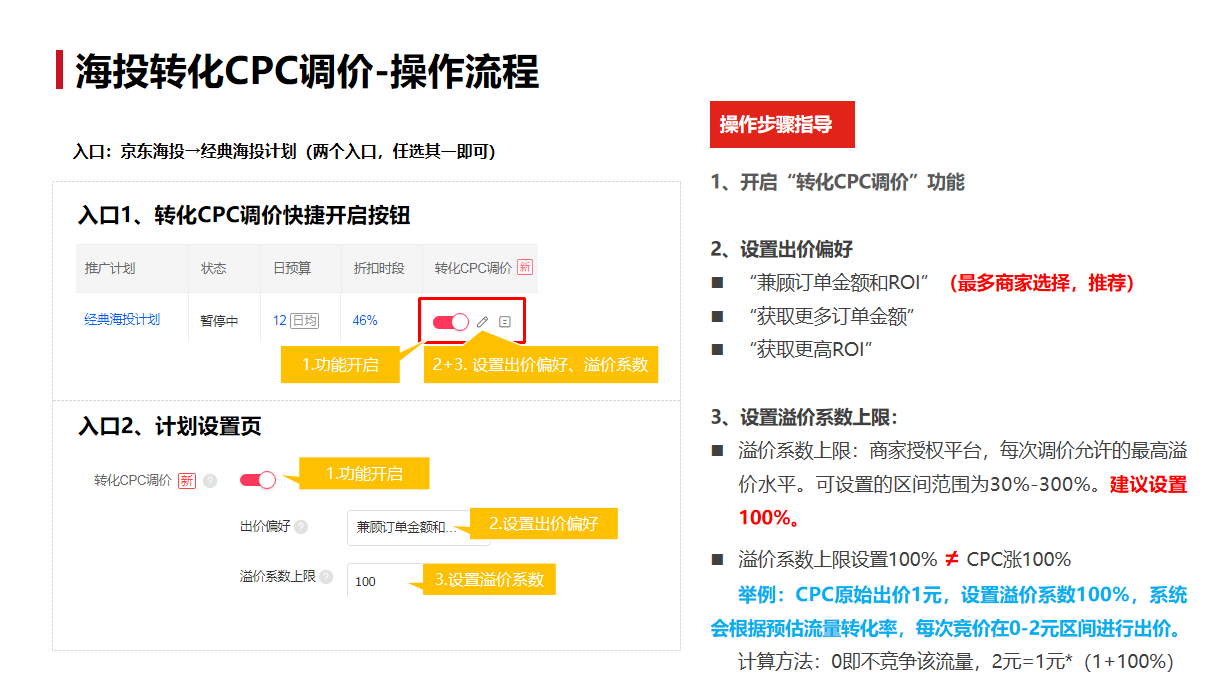 海投转化CPC调价-操作流程
入口：京东海投→经典海投计划（两个入口，任选其一即可）
入口1、转化CPC调价快捷开启按钮
推广计划 状态 日预算 折扣时段 转化CPC调价 新
经典海投计划 暂停中 12 日均 46%
1.功能开启 2+3. 设置出价偏好、溢价系数
入口2、计划设置页
转化CPC调价 新 ? 1.功能开启
出价偏好 ? 兼顾订单金额和... 2.设置出价偏好
溢价系数上限 ? 100 3.设置溢价系数
操作步骤指导
1、开启“转化CPC调价”功能
2、设置出价偏好
■ “兼顾订单金额和ROI”（最多商家选择，推荐）
■ “获取更多订单金额”
■ “获取更高ROI”
3、设置溢价系数上限：
■ 溢价系数上限：商家授权平台，每次调价允许的最高溢
价水平。可设置的区间范围为30%-300%。建议设置
100%。
■ 溢价系数上限设置100% ≠ CPC涨100%
举例：CPC原始出价1元，设置溢价系数100%，系统
会根据预估流量转化率，每次竞价在0-2元区间进行出价。
计算方法：0即不竞争该流量，2元=1元*（1+100%）